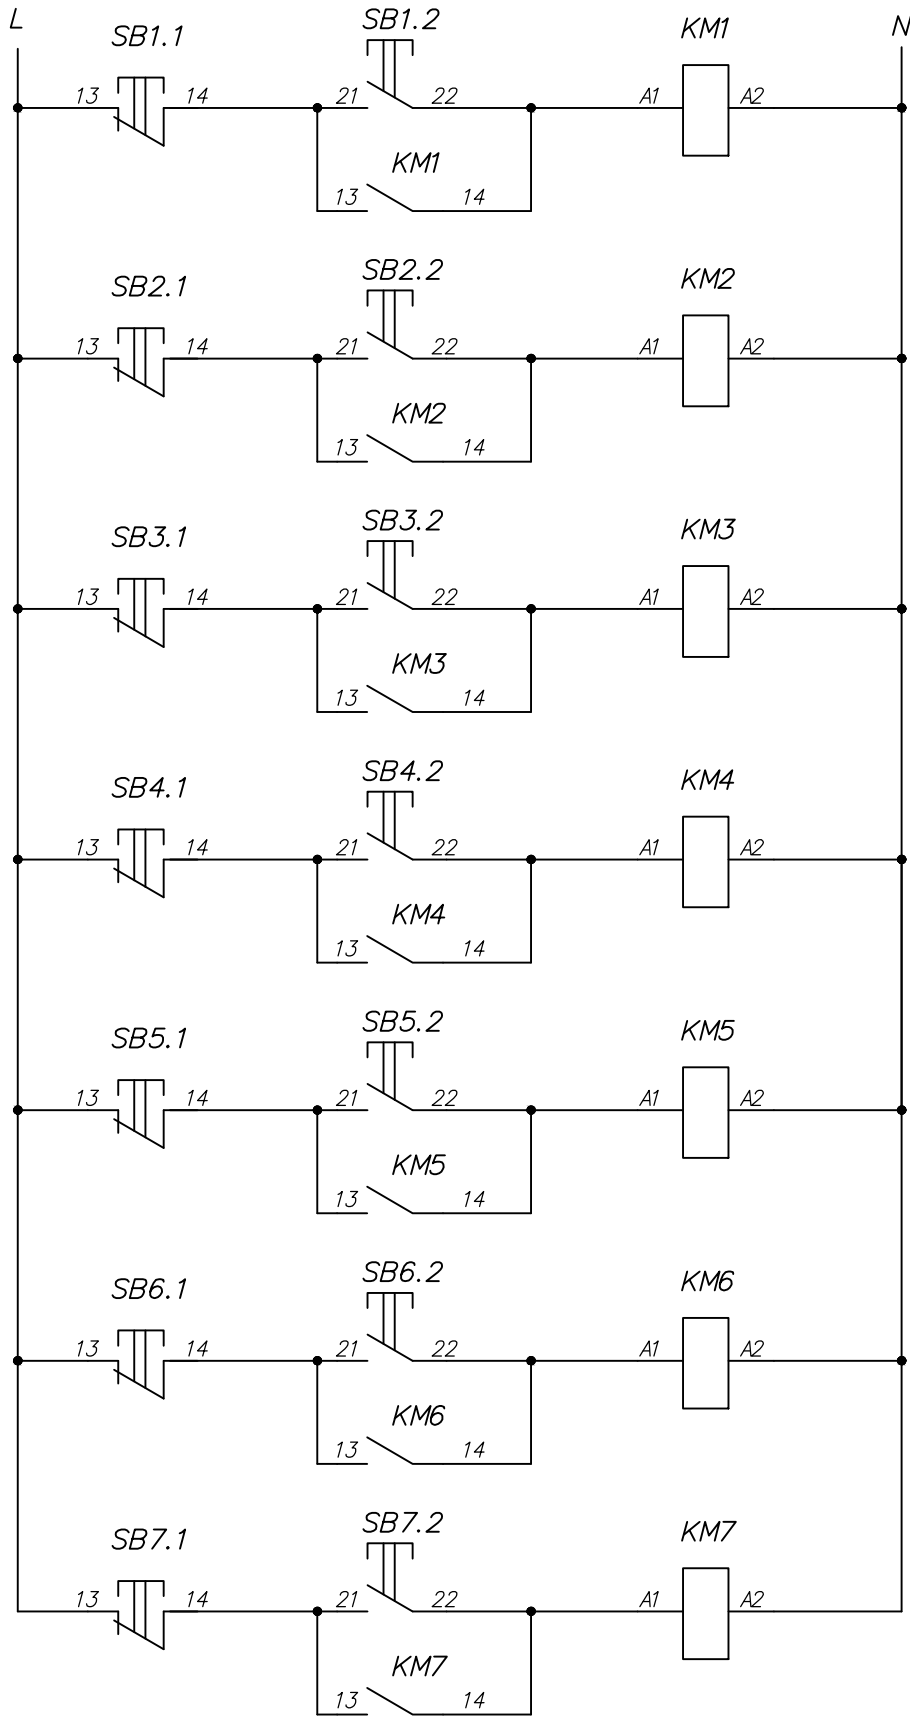 L N
SB1.1 SB1.2 KM1
13 14 21 22 A1 A2
KM1
13 14
SB2.1 SB2.2 KM2
13 14 21 22 A1 A2
KM2
13 14
SB3.1 SB3.2 KM3
13 14 21 22 A1 A2
KM3
13 14
SB4.1 SB4.2 KM4
13 14 21 22 A1 A2
KM4
13 14
SB5.1 SB5.2 KM5
13 14 21 22 A1 A2
KM5
13 14
SB6.1 SB6.2 KM6
13 14 21 22 A1 A2
KM6
13 14
SB7.1 SB7.2 KM7
13 14 21 22 A1 A2
KM7
13 14